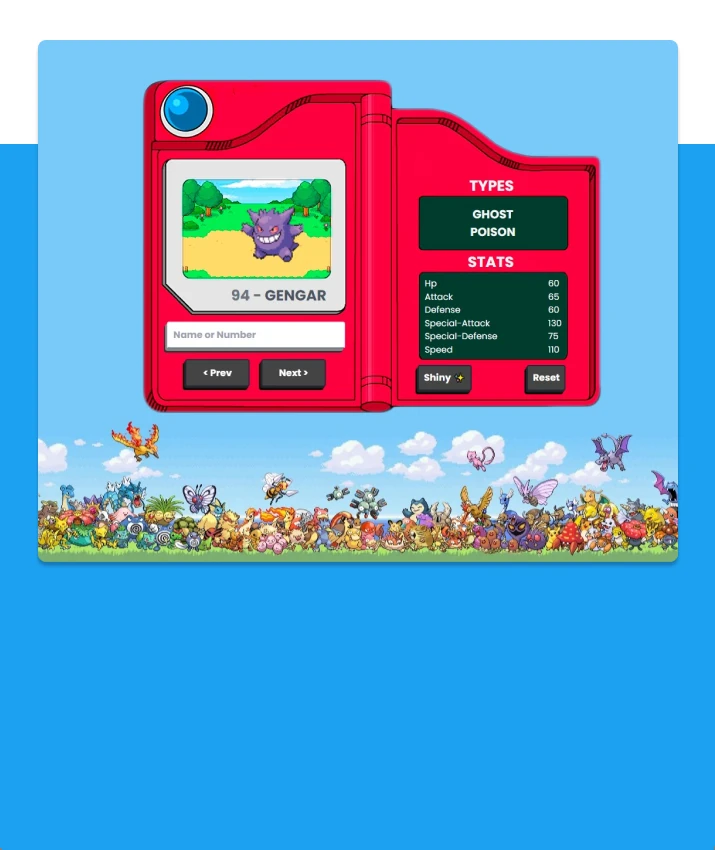 94 - GENGAR
Name or Number
< Prev
Next >
TYPES
GHOST
POISON
STATS
Hp 60
Attack 65
Defense 60
Special-Attack 130
Special-Defense 75
Speed 110
Shiny ✨
Reset